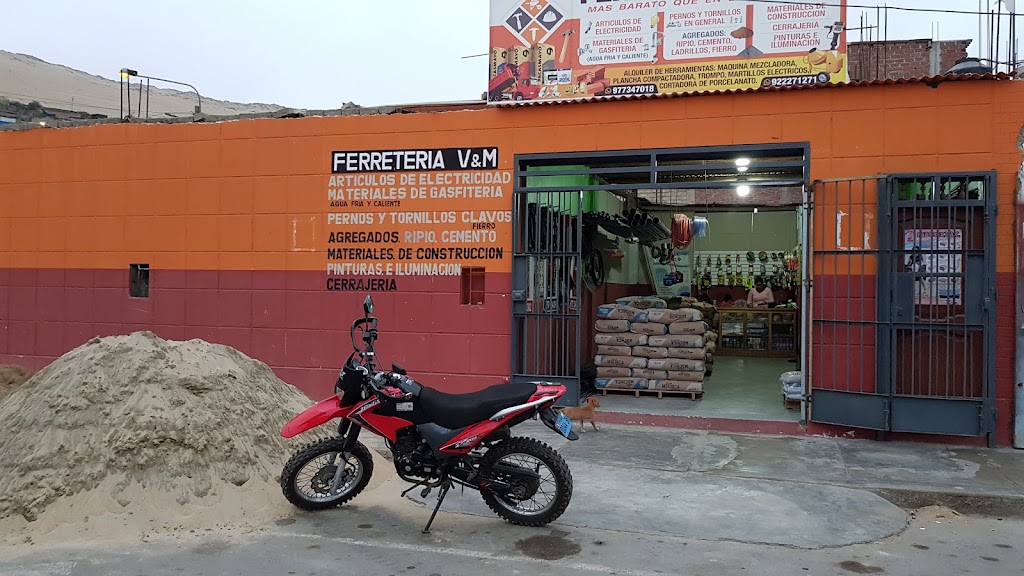 MAS BARATO QUE EN
ARTICULOS DE
ELECTRICIDAD
MATERIALES DE
GASFITERIA
(AGUA FRIA Y CALIENTE)
PERNOS Y TORNILLOS
EN GENERAL
AGREGADOS:
RIPIO, CEMENTO,
LADRILLOS, FIERRO
MATERIALES DE
CONSTRUCCION
CERRAJERIA
PINTURAS E
ILUMINACION
ALQUILER DE HERRAMIENTAS: MAQUINA MEZCLADORA,
PLANCHA COMPACTADORA, TROMPO, MARTILLOS ELECTRICOS,
CORTADORA DE PORCELANATO.
977347018
922271271
FERRETERIA V&M
ARTICULOS DE ELECTRICIDAD
MATERIALES DE GASFITERIA
AGUA FRIA Y CALIENTE
PERNOS Y TORNILLOS CLAVOS
FIERRO
AGREGADOS. RIPIO. CEMENTO
MATERIALES. DE CONSTRUCCION
PINTURAS. E ILUMINACION
CERRAJERIA